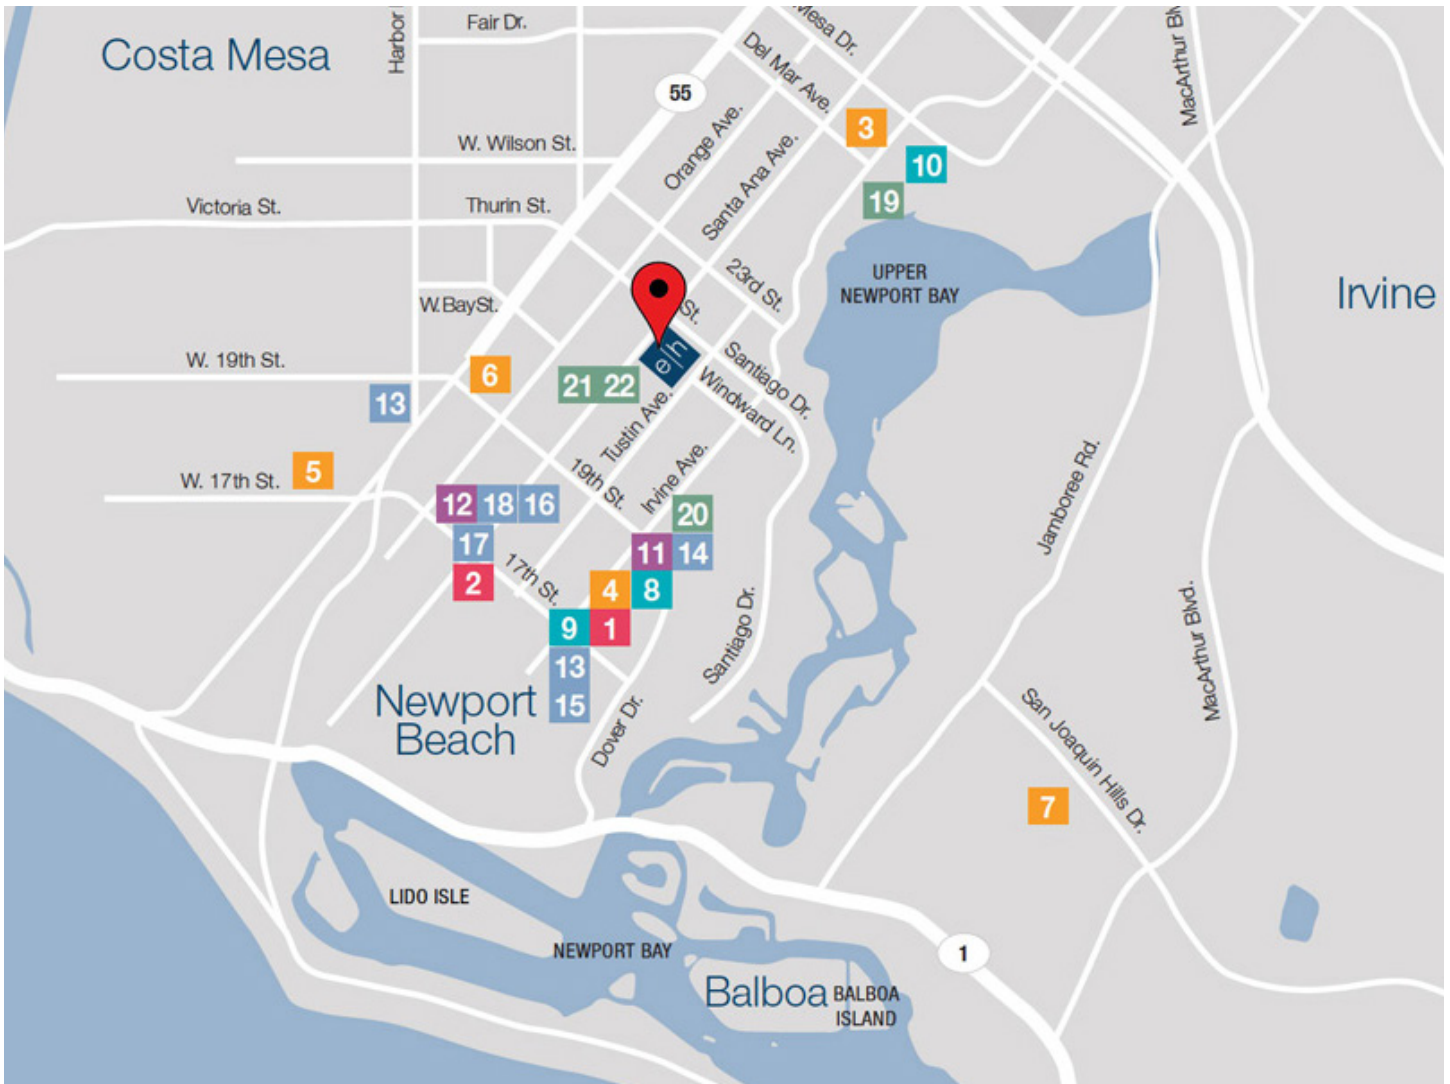 Costa Mesa
Harbor
Fair Dr.
Mesa Dr.
Del Mar Ave.
MacArthur Blv
55
3
Orange Ave.
W. Wilson St.
Santa Ana Ave.
10
19
Victoria St.
Thurin St.
23rd St.
UPPER
NEWPORT BAY
Irvine
W. Bay St.
St.
e|h
W. 19th St.
6
21 22
Santiago Dr.
Windward Ln.
13
Tustin Ave.
5
W. 17th St.
19th St.
Irvine Ave.
Jamboree Rd.
12 18 16
20
17
11 14
2
17th St.
4 8
9 1
Santiago Dr.
MacArthur Blvd.
13
15
Newport
Beach
Dover Dr.
San Joaquin Hills Dr.
7
LIDO ISLE
NEWPORT BAY
1
Balboa
BALBOA
ISLAND